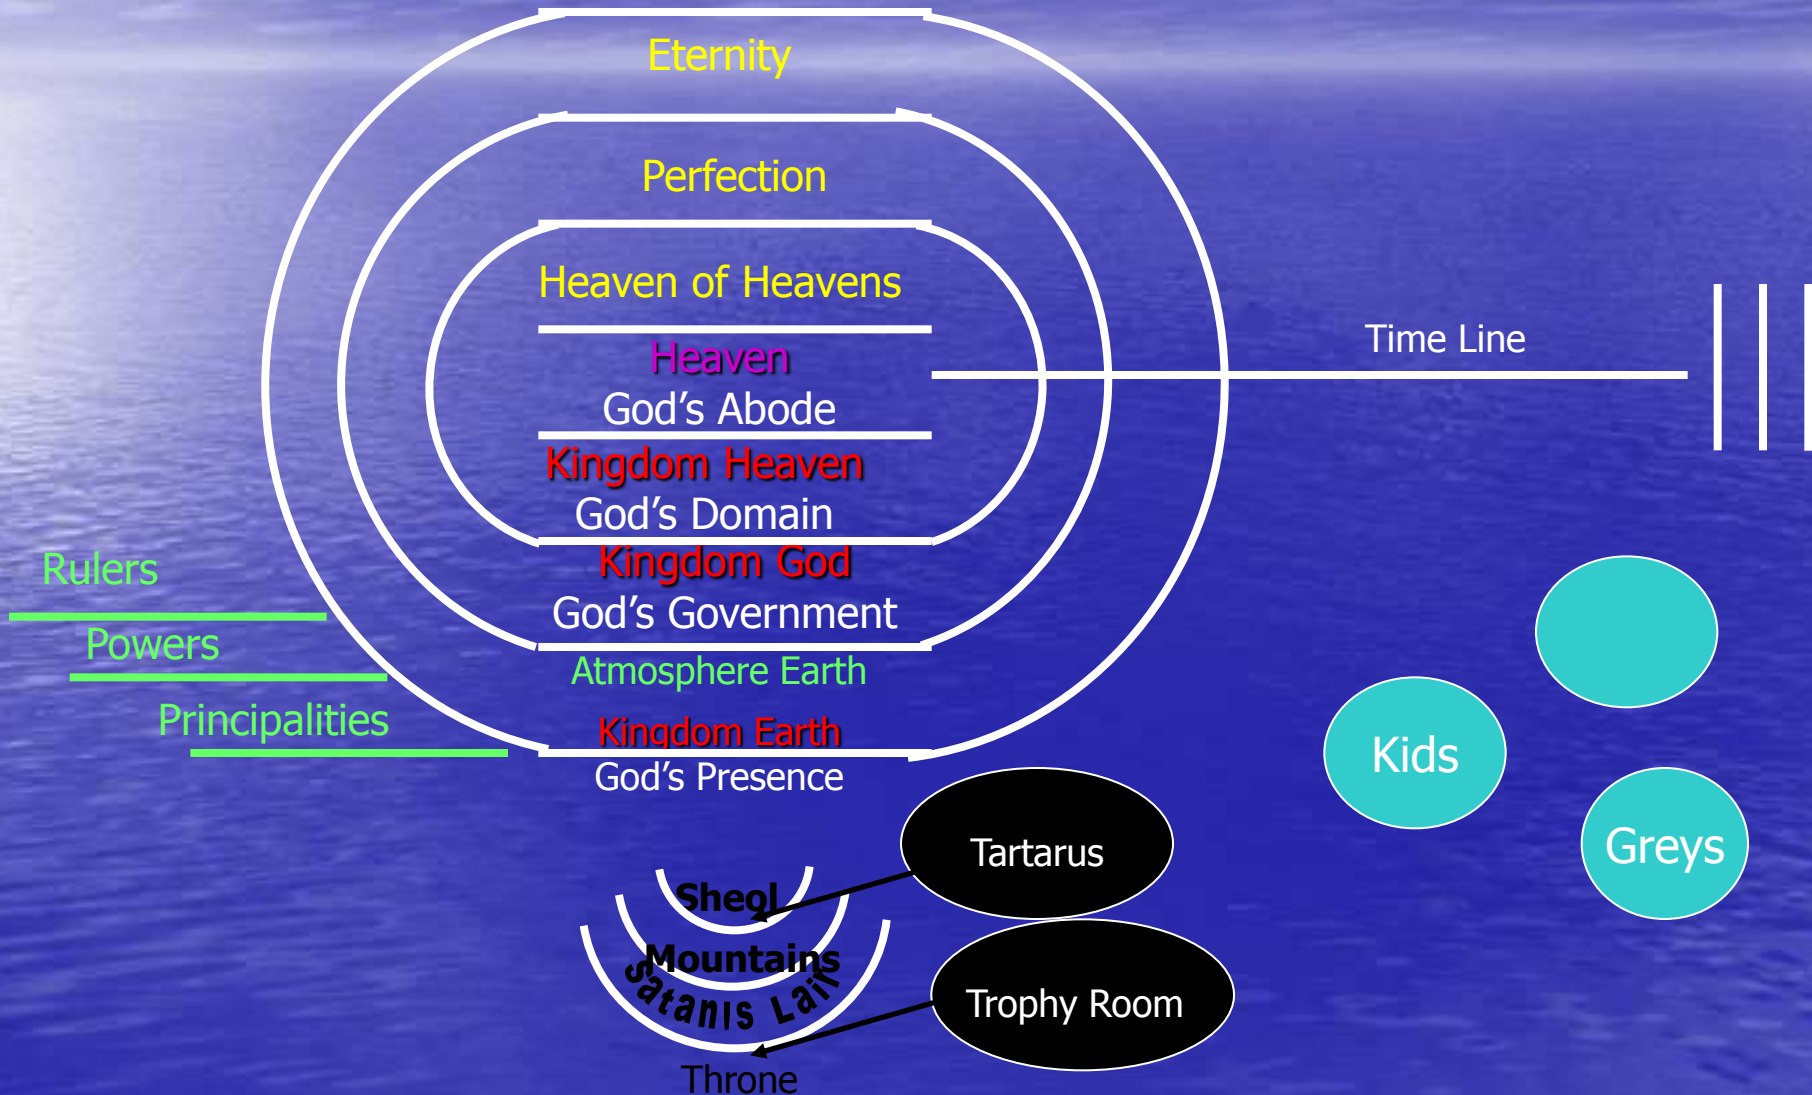 Eternity
Perfection
Heaven of Heavens
Heaven
God's Abode
Kingdom Heaven
God's Domain
Kingdom God
God's Government
Atmosphere Earth
Kingdom Earth
God's Presence
Time Line
Rulers
Powers
Principalities
Kids
Greys
Tartarus
Sheol
Mountains
Satanis Lair
Trophy Room
Throne